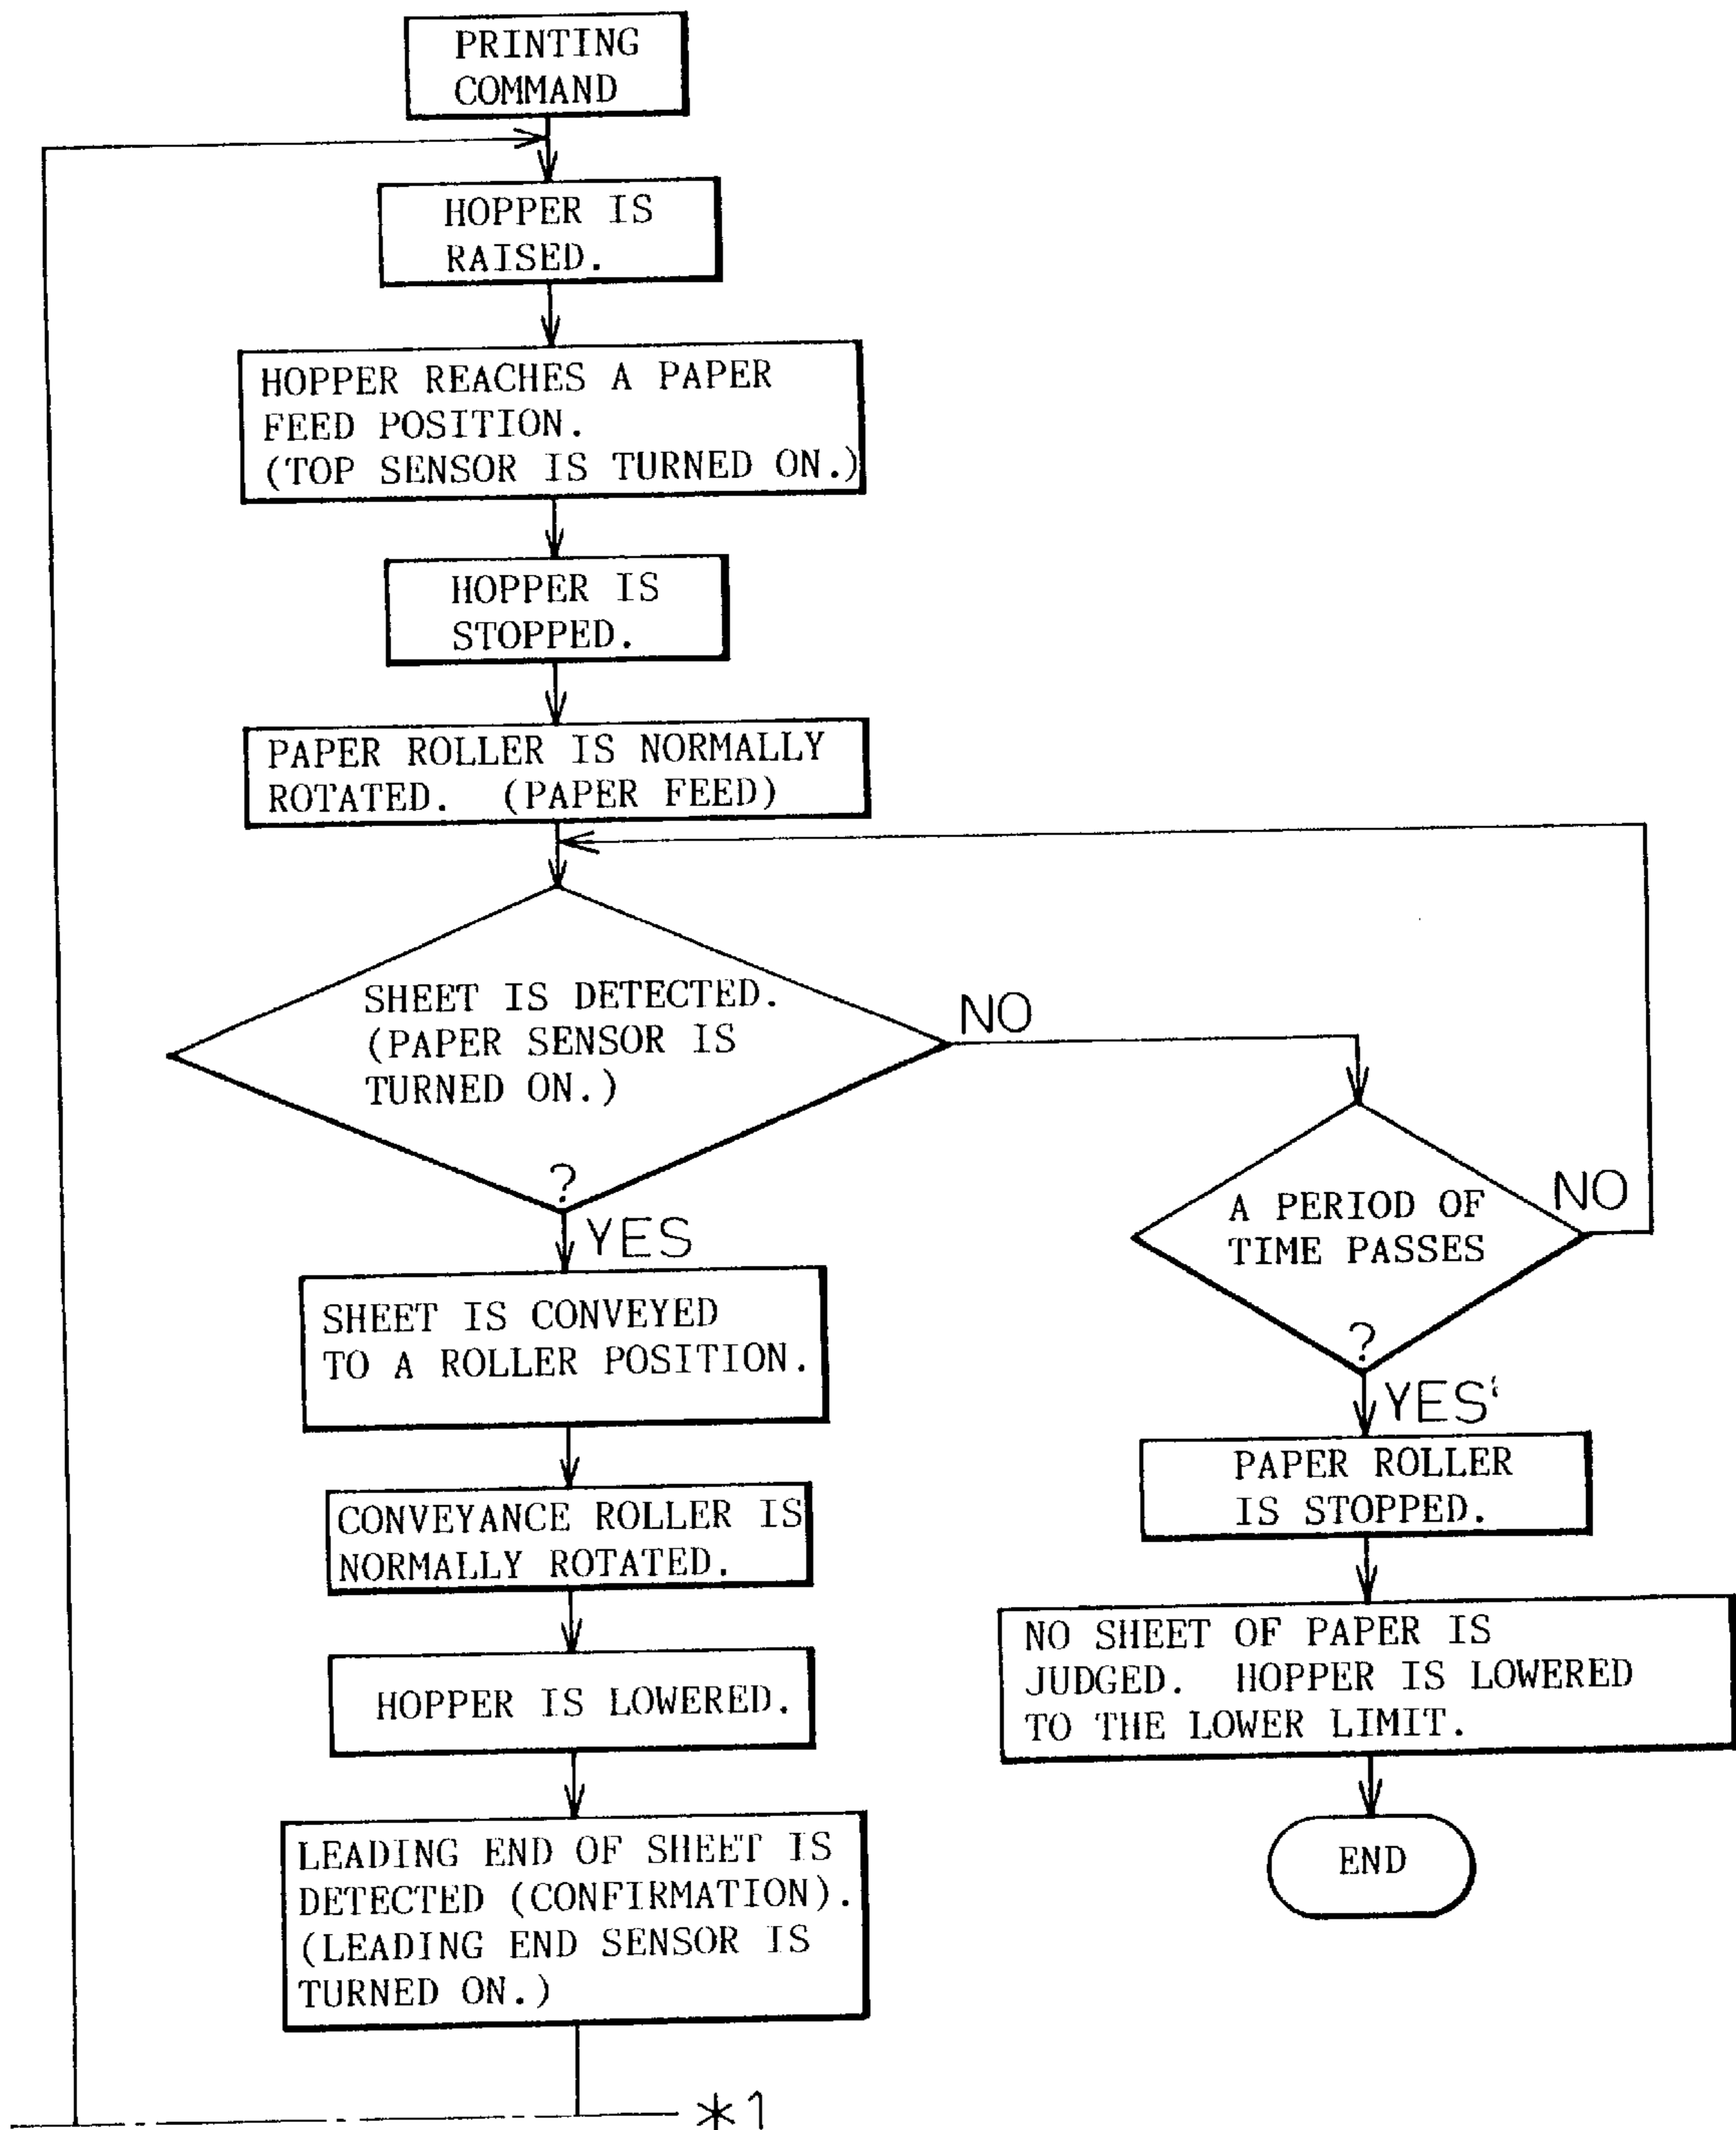 PRINTING
COMMAND
HOPPER IS
RAISED.
HOPPER REACHES A PAPER
FEED POSITION.
(TOP SENSOR IS TURNED ON.)
HOPPER IS
STOPPED.
PAPER ROLLER IS NORMALLY
ROTATED. (PAPER FEED)
SHEET IS DETECTED.
(PAPER SENSOR IS
TURNED ON.)
?
NO
YES
A PERIOD OF
TIME PASSES
?
NO
YES
SHEET IS CONVEYED
TO A ROLLER POSITION.
CONVEYANCE ROLLER IS
NORMALLY ROTATED.
HOPPER IS LOWERED.
LEADING END OF SHEET IS
DETECTED (CONFIRMATION).
(LEADING END SENSOR IS
TURNED ON.)
PAPER ROLLER
IS STOPPED.
NO SHEET OF PAPER IS
JUDGED. HOPPER IS LOWERED
TO THE LOWER LIMIT.
END
*1